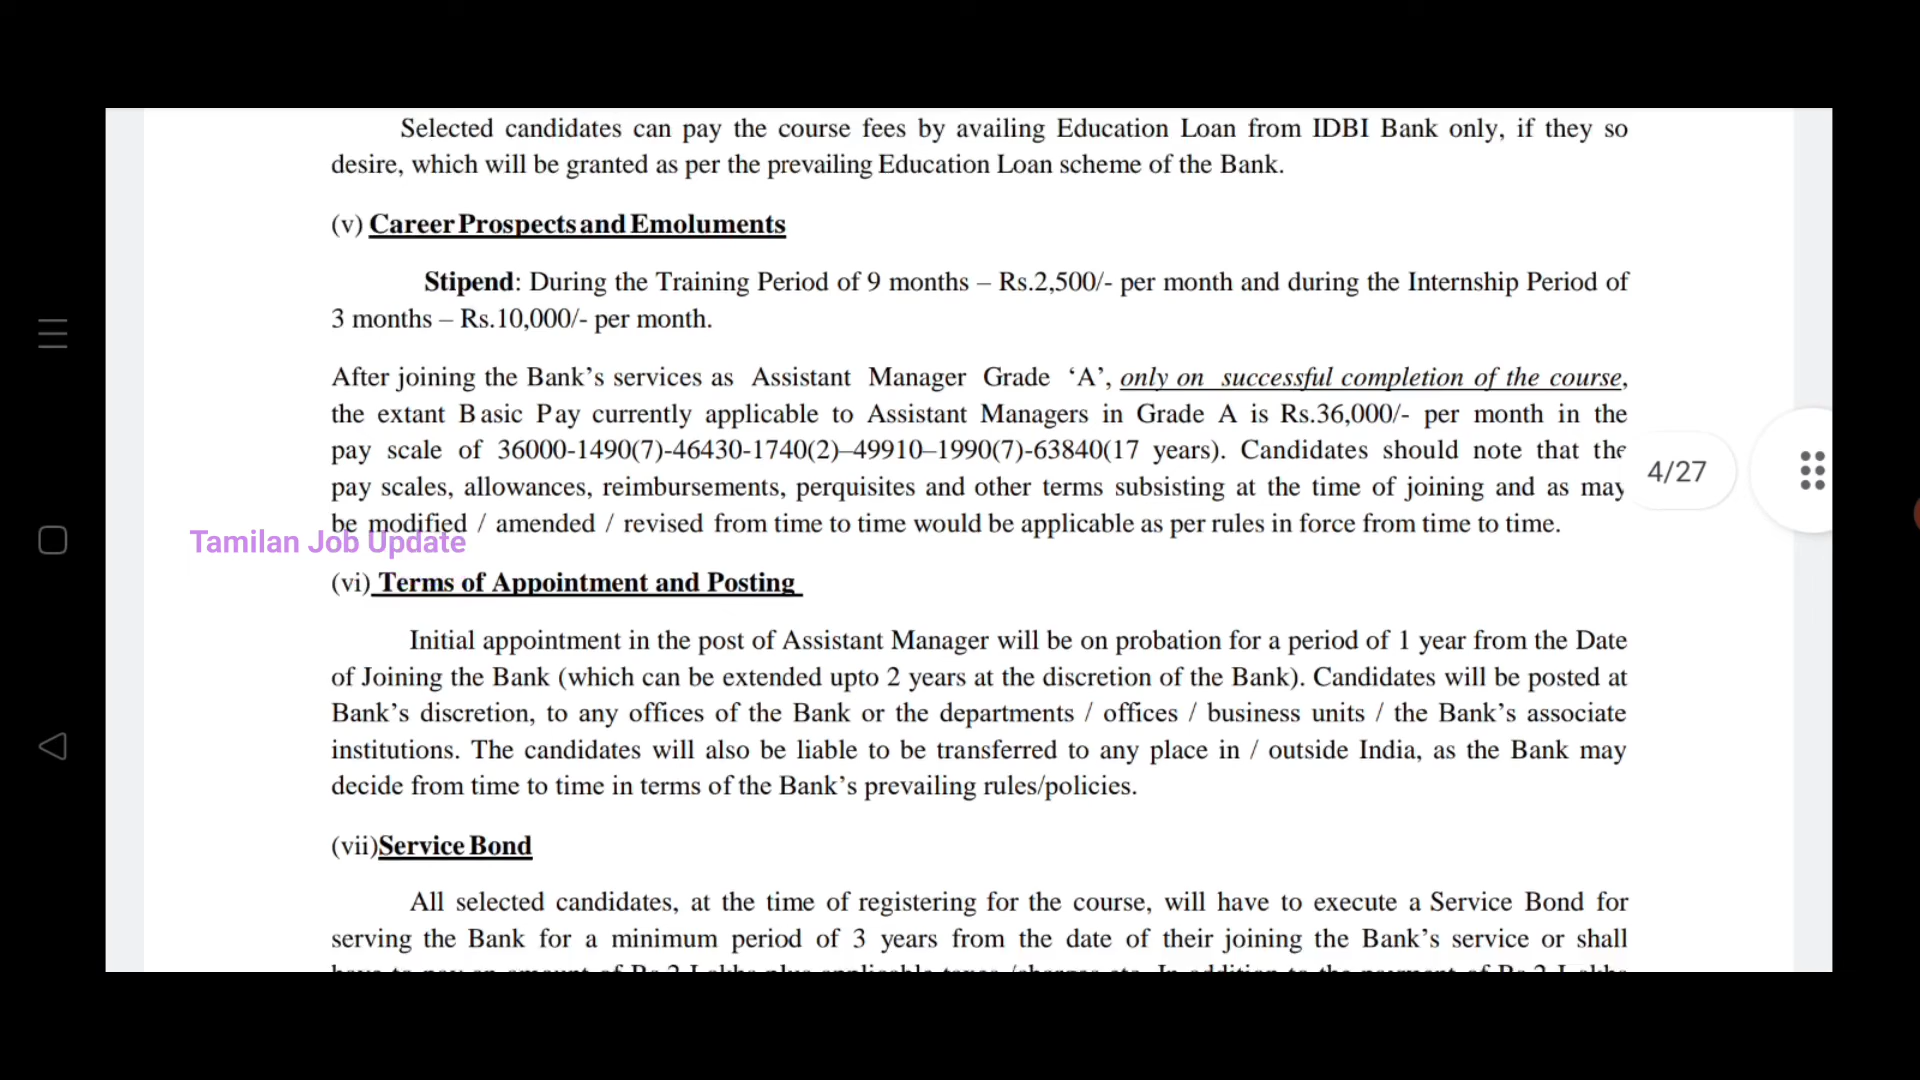 Selected candidates can pay the course fees by availing Education Loan from IDBI Bank only, if they so
desire, which will be granted as per the prevailing Education Loan scheme of the Bank.
(v) Career Prospects and Emoluments
Stipend: During the Training Period of 9 months – Rs.2,500/- per month and during the Internship Period of
3 months – Rs.10,000/- per month.
After joining the Bank’s services as Assistant Manager Grade ‘A’, only on successful completion of the course,
the extant Basic Pay currently applicable to Assistant Managers in Grade A is Rs.36,000/- per month in the
pay scale of 36000-1490(7)-46430-1740(2)–49910–1990(7)-63840(17 years). Candidates should note that the
4/27
pay scales, allowances, reimbursements, perquisites and other terms subsisting at the time of joining and as may
be modified / amended / revised from time to time would be applicable as per rules in force from time to time.
Tamilan Job Update
(vi) Terms of Appointment and Posting
Initial appointment in the post of Assistant Manager will be on probation for a period of 1 year from the Date
of Joining the Bank (which can be extended upto 2 years at the discretion of the Bank). Candidates will be posted at
Bank’s discretion, to any offices of the Bank or the departments / offices / business units / the Bank’s associate
institutions. The candidates will also be liable to be transferred to any place in / outside India, as the Bank may
decide from time to time in terms of the Bank’s prevailing rules/policies.
(vii)Service Bond
All selected candidates, at the time of registering for the course, will have to execute a Service Bond for
serving the Bank for a minimum period of 3 years from the date of their joining the Bank’s service or shall